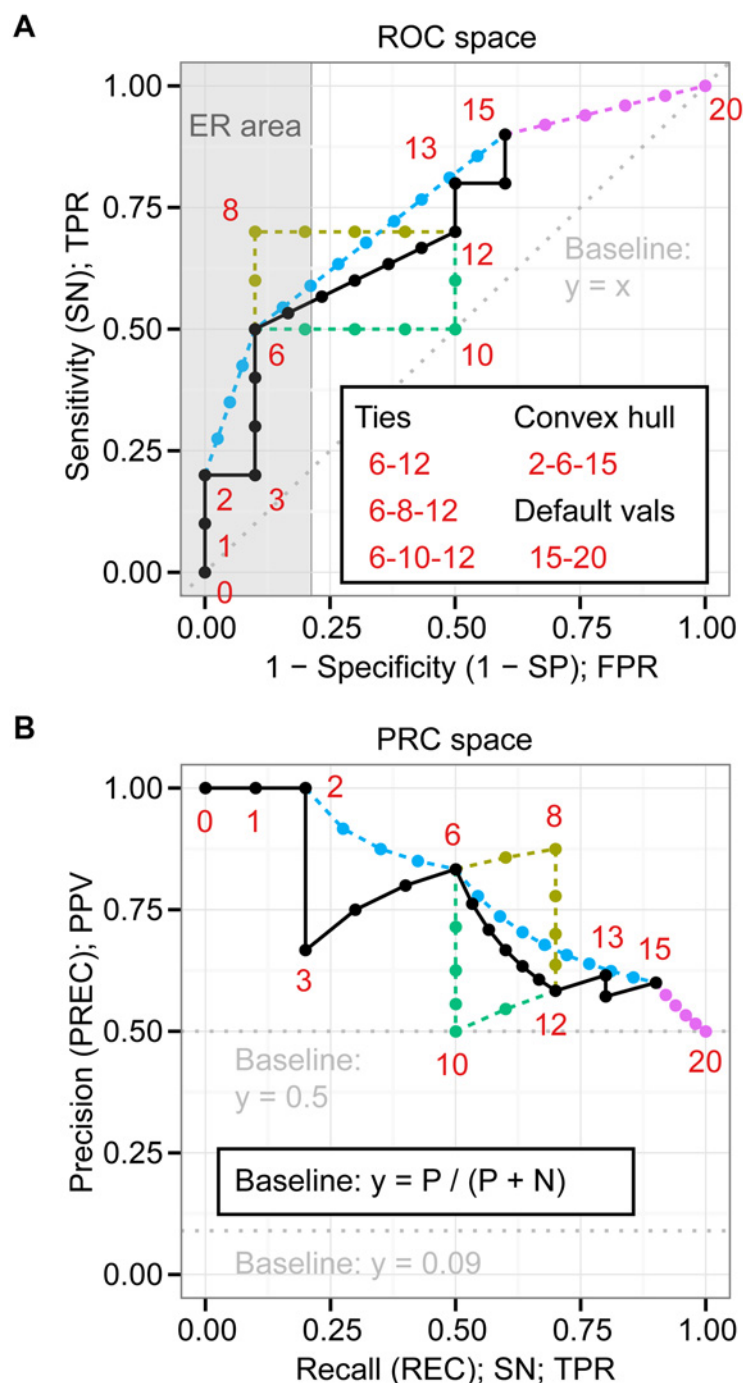 A
ROC space
1.00
0.75
0.50
0.25
0.00
Sensitivity (SN); TPR
ER area
15
20
13
8
12
Baseline:
y = x
6
10
2
3
1
0
Ties
Convex hull
6-12
2-6-15
6-8-12
Default vals
6-10-12
15-20
0.00
0.25
0.50
0.75
1.00
1 − Specificity (1 − SP); FPR
B
PRC space
1.00
0.75
0.50
0.25
0.00
Precision (PREC); PPV
0
1
2
6
8
3
13
15
12
10
20
Baseline:
y = 0.5
Baseline: y = P / (P + N)
Baseline: y = 0.09
0.00
0.25
0.50
0.75
1.00
Recall (REC); SN; TPR